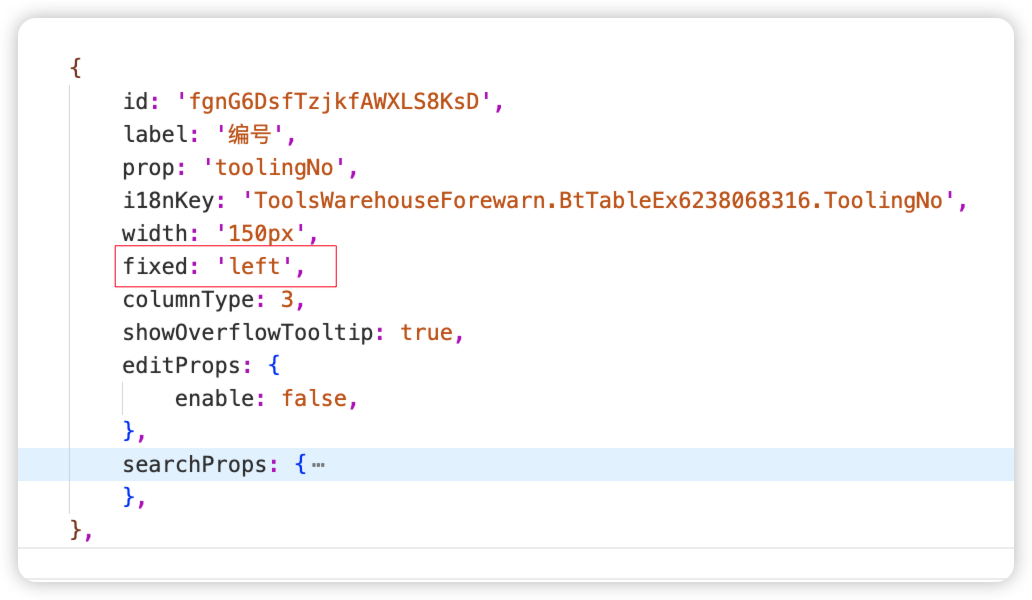 {
id: 'fgnG6DsfTzjkfAWXLS8KsD',
label: '编号',
prop: 'toolingNo',
i18nKey: 'ToolsWarehouseForewarn.BtTableEx6238068316.ToolingNo',
width: '150px',
fixed: 'left',
columnType: 3,
showOverflowTooltip: true,
editProps: {
enable: false,
},
searchProps: {⋯
},
},